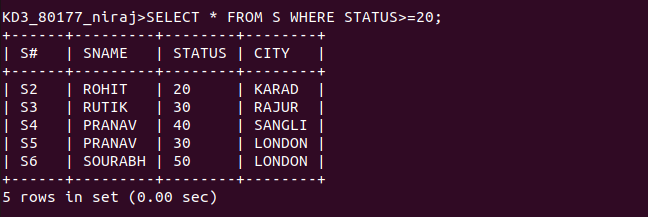 KD3_80177_niraj>SELECT * FROM S WHERE STATUS>=20;
+------+---------+--------+--------+
| S#   | SNAME   | STATUS | CITY   |
+------+---------+--------+--------+
| S2   | ROHIT   | 20     | KARAD  |
| S3   | RUTIK   | 30     | RAJUR  |
| S4   | PRANAV  | 40     | SANGLI |
| S5   | PRANAV  | 30     | LONDON |
| S6   | SOURABH | 50     | LONDON |
+------+---------+--------+--------+
5 rows in set (0.00 sec)